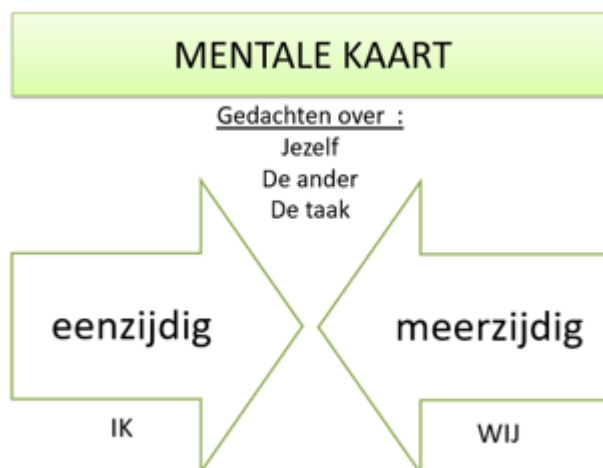 MENTALE KAART
Gedachten over :
Jezelf
De ander
De taak
eenzijdig
meerzijdig
IK
WIJ